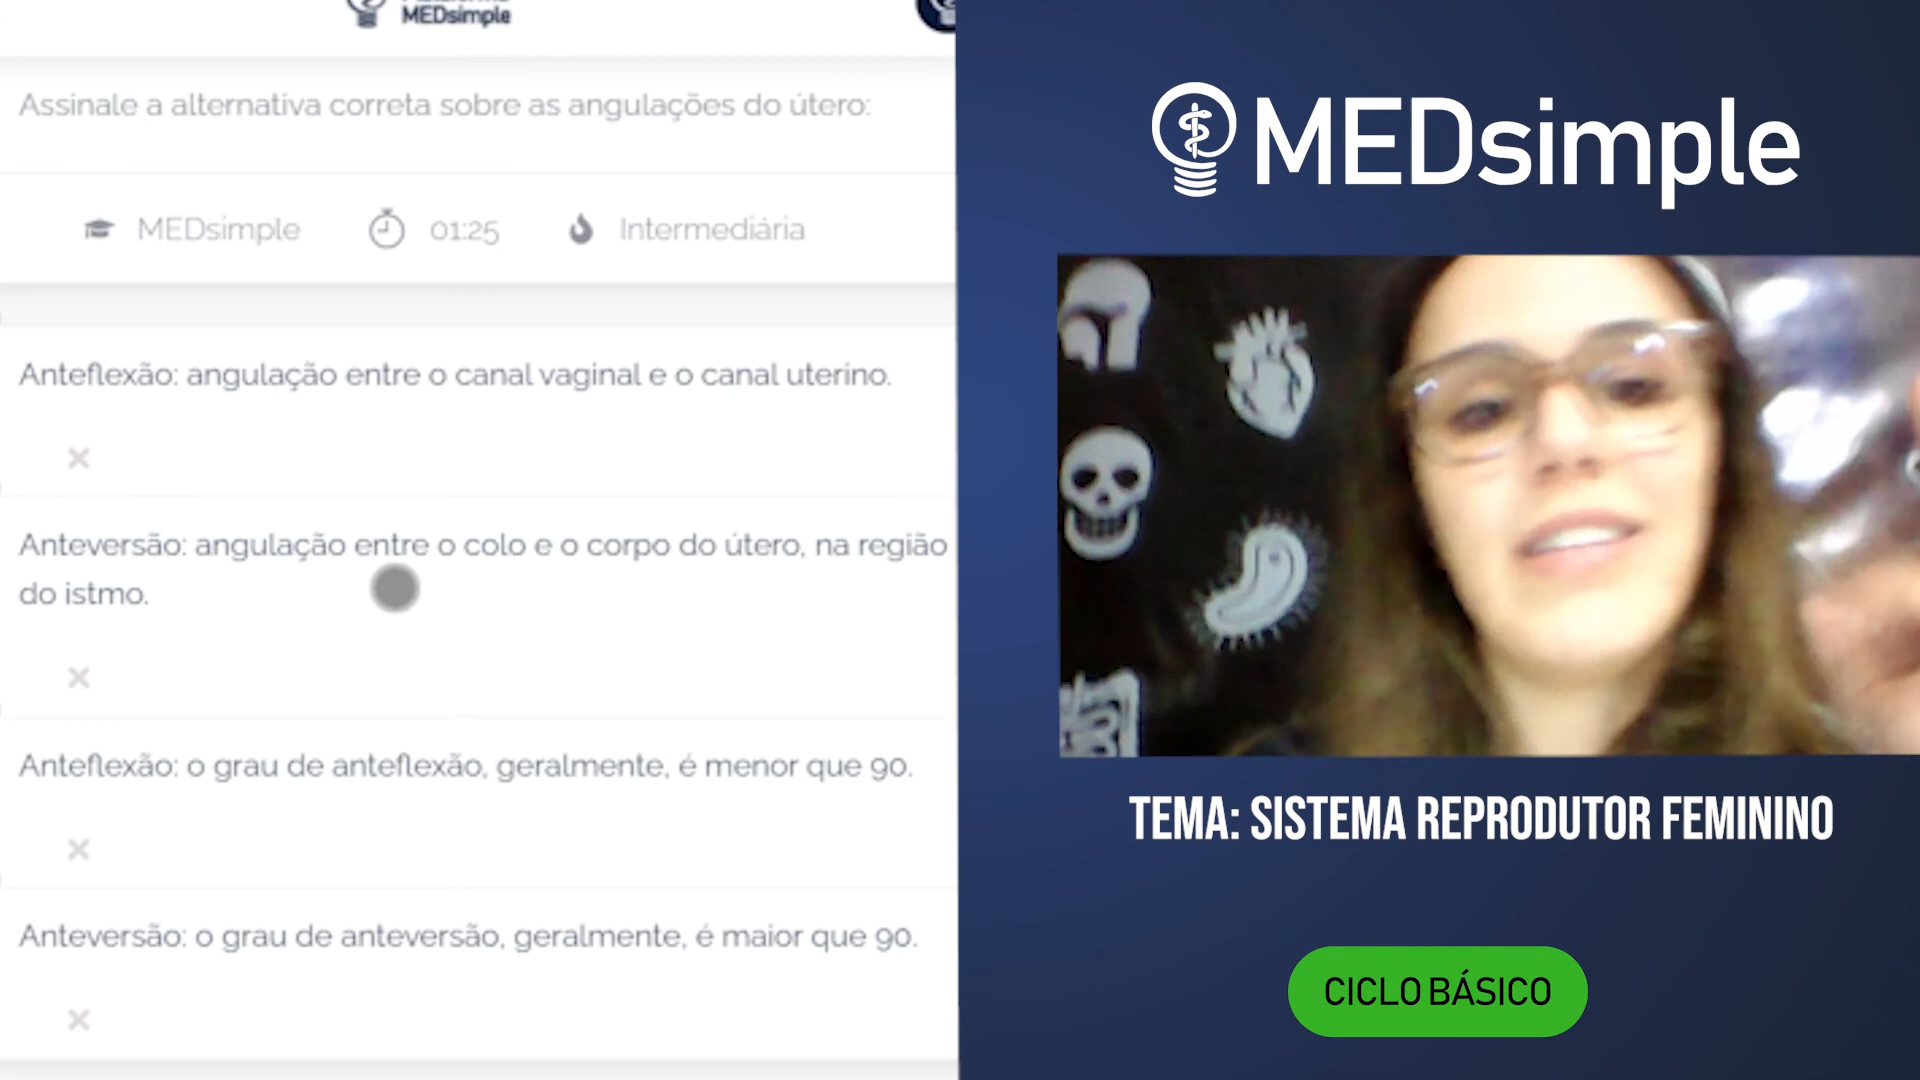 MEDsimple
Assinale a alternativa correta sobre as angulações do útero:
MEDsimple
01:25
Intermediária
Anteflexão: angulação entre o canal vaginal e o canal uterino.
Anteversão: angulação entre o colo e o corpo do útero, na região
do istmo.
Anteflexão: o grau de anteflexão, geralmente, é menor que 90.
Anteversão: o grau de anteversão, geralmente, é maior que 90.
MEDsimple
TEMA: SISTEMA REPRODUTOR FEMININO
CICLO BÁSICO